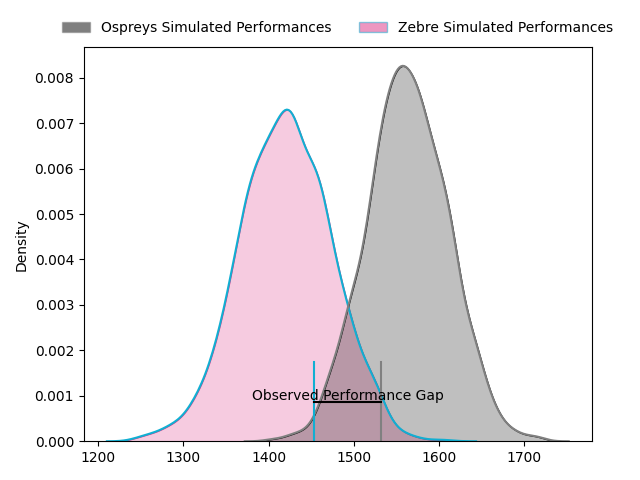 Ospreys Simulated Performances Zebre Simulated Performances
0.008
0.007
0.006
0.005
0.004
0.003
0.002
0.001
0.000
Density
Observed Performance Gap
1200 1300 1400 1500 1600 1700